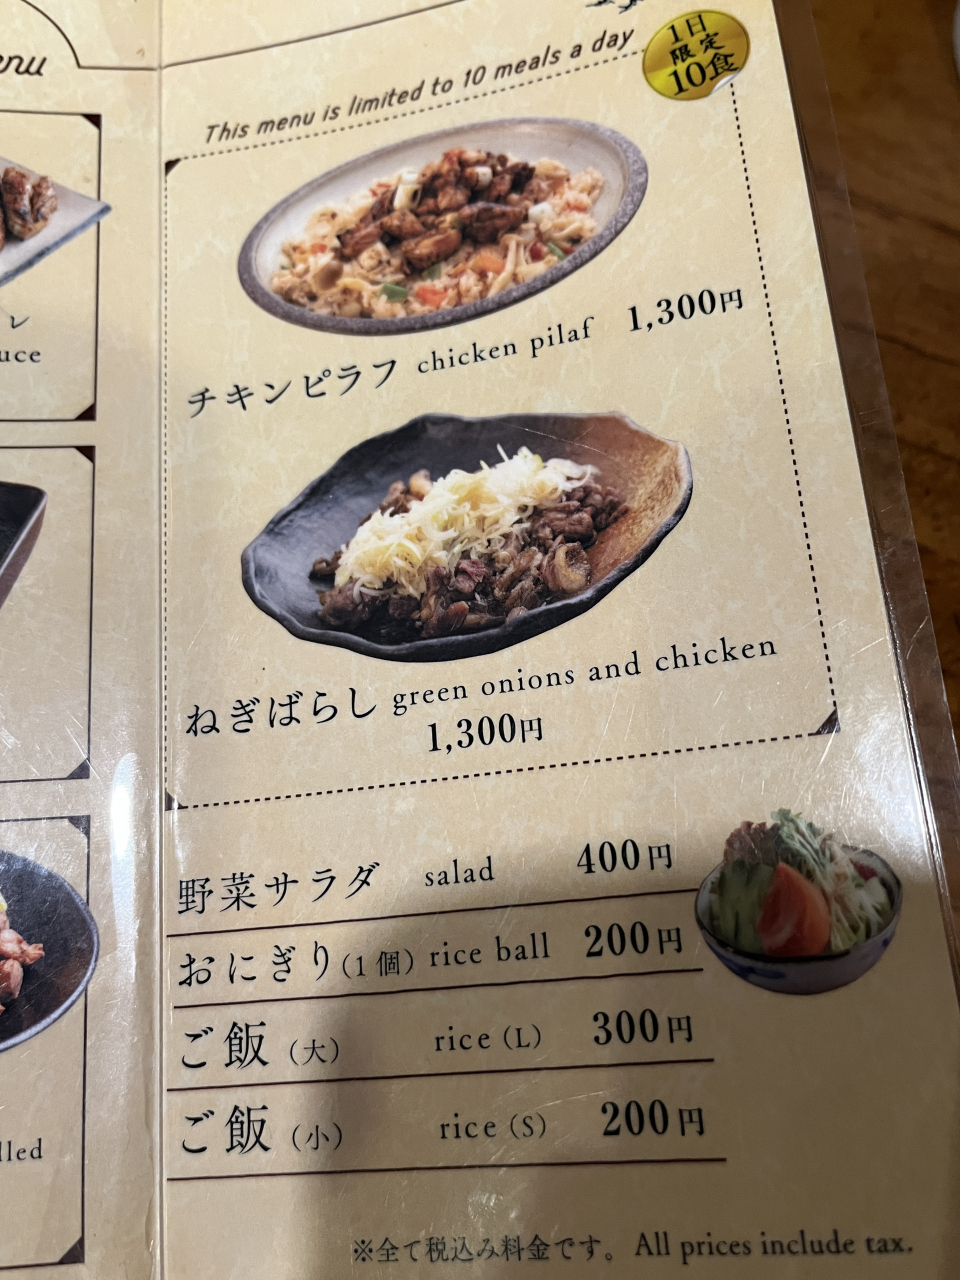 enu
レ
uce
lled
This menu is limited to 10 meals a day
1日
限定
10食
チキンピラフ chicken pilaf 1,300円
ねぎばらし green onions and chicken
1,300円
野菜サラダ salad 400円
おにぎり(1個) rice ball 200円
ご飯 (大) rice (L) 300円
ご飯 (小) rice (S) 200円
※全て税込み料金です。 All prices include tax.